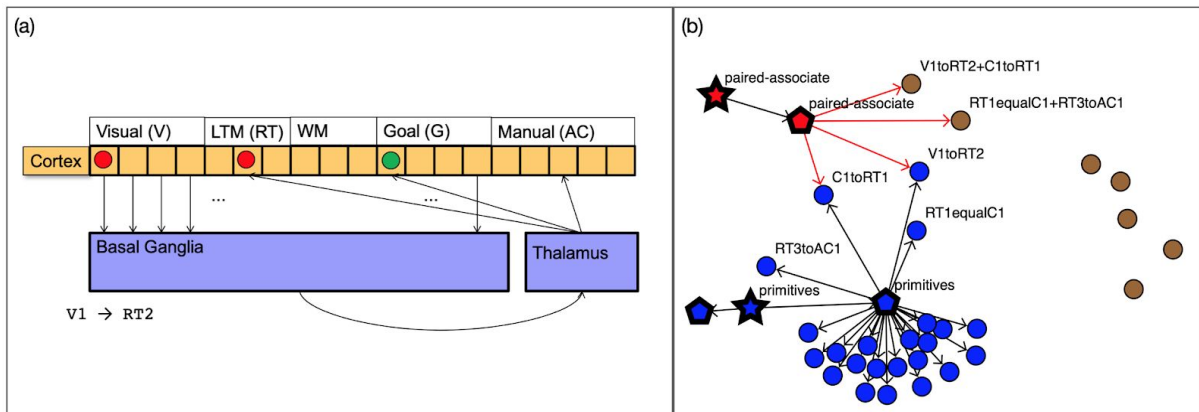 (a)
Visual (V) LTM (RT) WM Goal (G) Manual (AC)
Cortex
... ...
Basal Ganglia
Thalamus
V1 → RT2
(b)
V1toRT2+C1toRT1
paired-associate
paired-associate
RT1equalC1+RT3toAC1
V1toRT2
C1toRT1
RT1equalC1
RT3toAC1
primitives
primitives